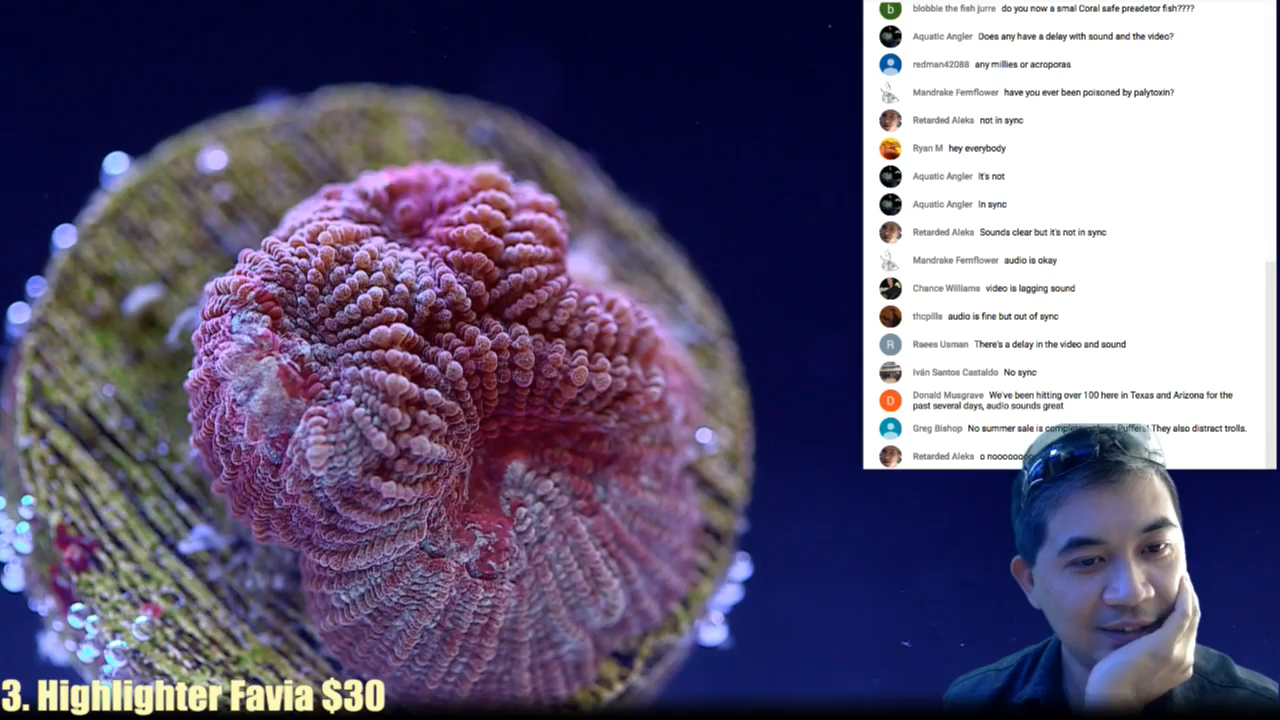 b
blobbie the fish jurre do you now a smal Coral safe preadetor fish????
Aquatic Angler Does any have a delay with sound and the video?
redman42088 any millies or acroporas
Mandrake Fernflower have you ever been poisoned by palytoxin?
Retarded Aleks not in sync
Ryan M hey everybody
Aquatic Angler It's not
Aquatic Angler In sync
Retarded Aleks Sounds clear but it's not in sync
Mandrake Fernflower audio is okay
Chance Williams video is lagging sound
thcpills audio is fine but out of sync
R
Raees Usman There's a delay in the video and sound
Iván Santos Castaldo No sync
D
Donald Musgrave We've been hitting over 100 here in Texas and Arizona for the
past several days, audio sounds great
Greg Bishop No summer sale is Puffers! They also distract trolls.
Retarded Aleks o
3. Highlighter Favia $30